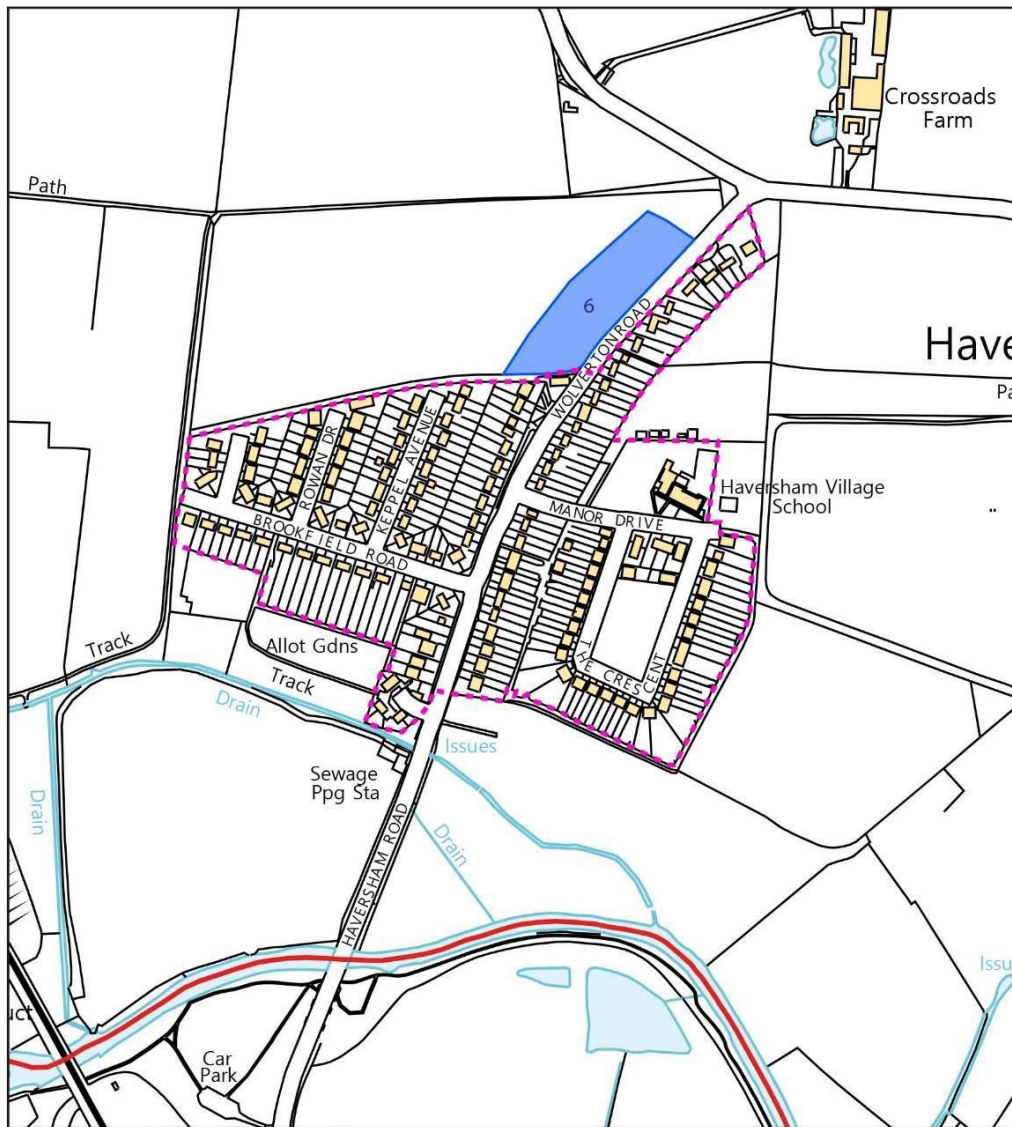 Crossroads
Farm
Path
6
WOLVERTON ROAD
Have
Pa
ROWAN DR
KEPPEL AVENUE
Haversham Village
School
MANOR DRIVE
BROOKFIELD ROAD
Allot Gdns
THE CRESCENT
Track
Track
Drain
Issues
Sewage
Ppg Sta
Drain
Drain
HAVERSHAM ROAD
Issu
uct
Car
Park